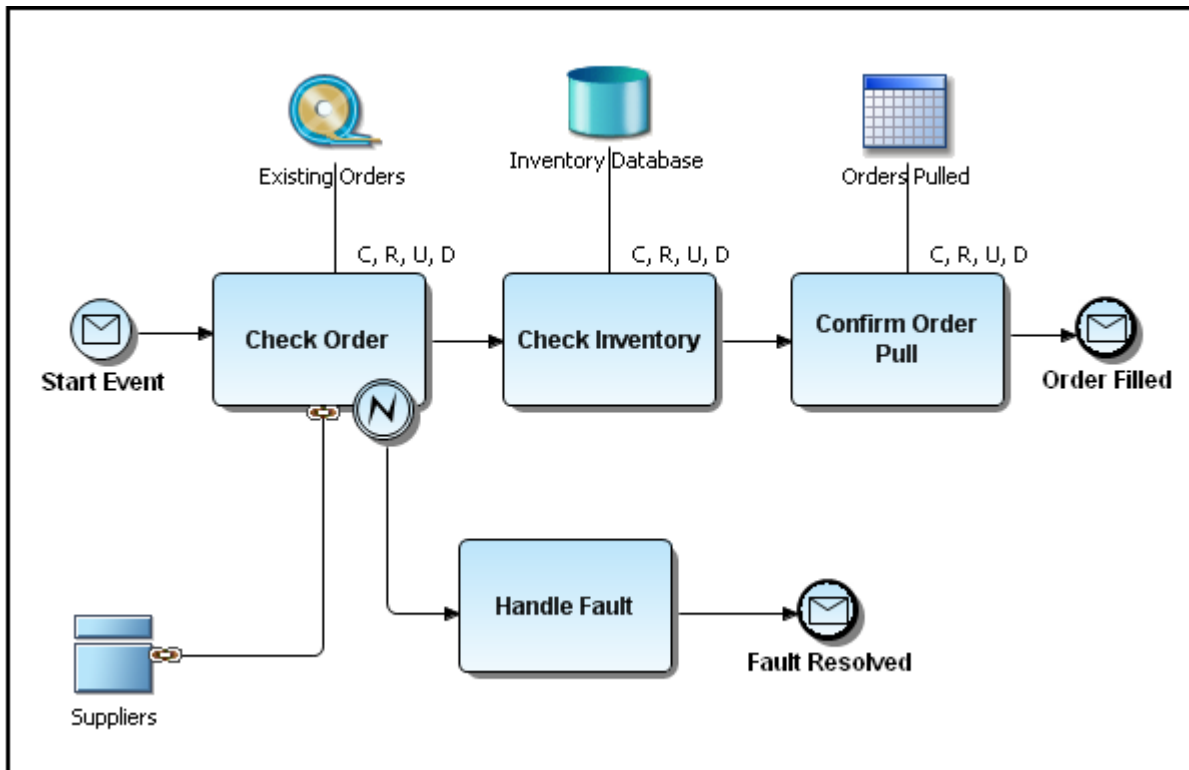 Existing Orders
Inventory Database
Orders Pulled
C, R, U, D
C, R, U, D
C, R, U, D
Start Event
Check Order
Check Inventory
Confirm Order
Pull
Order Filled
Handle Fault
Fault Resolved
Suppliers